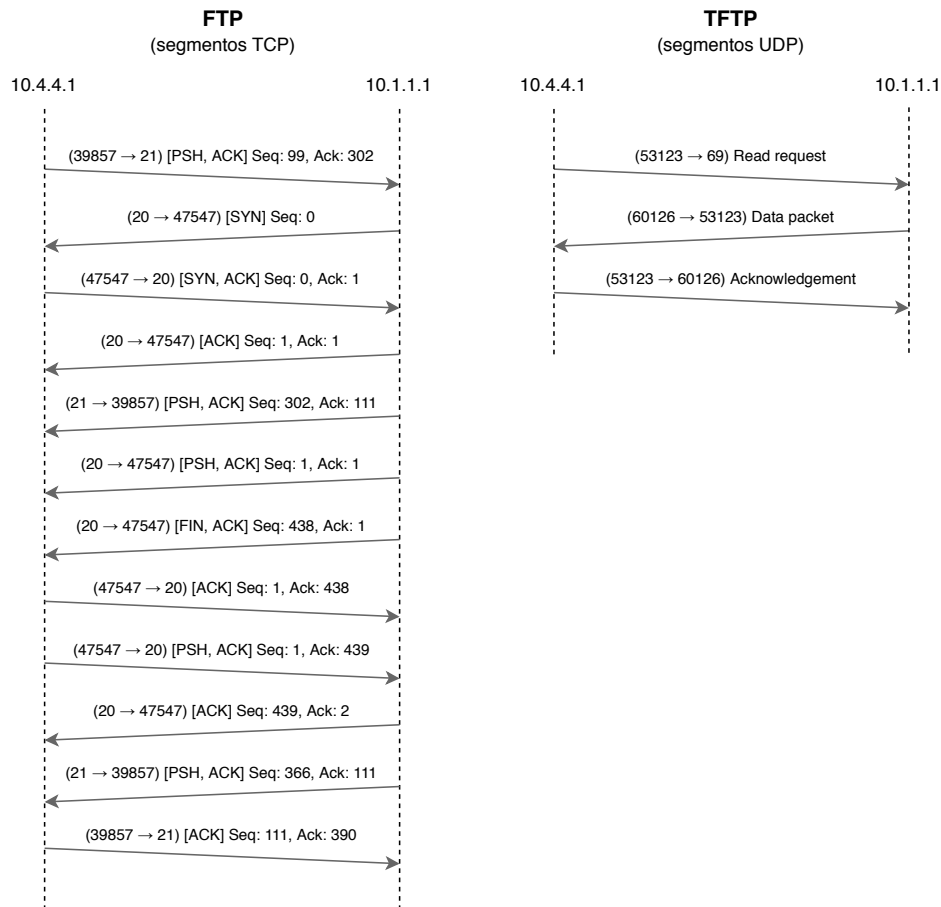 FTP
(segmentos TCP)
10.4.4.1
10.1.1.1
(39857 → 21) [PSH, ACK] Seq: 99, Ack: 302
(20 → 47547) [SYN] Seq: 0
(47547 → 20) [SYN, ACK] Seq: 0, Ack: 1
(20 → 47547) [ACK] Seq: 1, Ack: 1
(21 → 39857) [PSH, ACK] Seq: 302, Ack: 111
(20 → 47547) [PSH, ACK] Seq: 1, Ack: 1
(20 → 47547) [FIN, ACK] Seq: 438, Ack: 1
(47547 → 20) [ACK] Seq: 1, Ack: 438
(47547 → 20) [PSH, ACK] Seq: 1, Ack: 439
(20 → 47547) [ACK] Seq: 439, Ack: 2
(21 → 39857) [PSH, ACK] Seq: 366, Ack: 111
(39857 → 21) [ACK] Seq: 111, Ack: 390
TFTP
(segmentos UDP)
10.4.4.1
10.1.1.1
(53123 → 69) Read request
(60126 → 53123) Data packet
(53123 → 60126) Acknowledgement